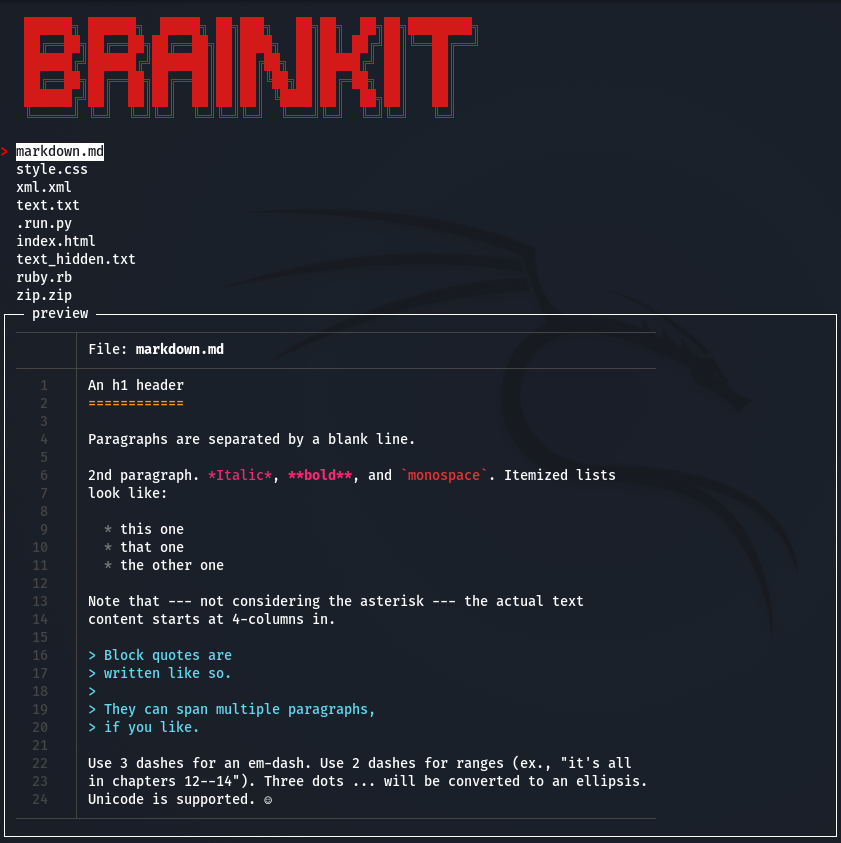 BRAINKIT
> markdown.md
style.css
xml.xml
text.txt
.run.py
index.html
text_hidden.txt
ruby.rb
zip.zip
preview
File: markdown.md
1 An h1 header
2 ============
3
4 Paragraphs are separated by a blank line.
5
6 2nd paragraph. *Italic*, **bold**, and `monospace`. Itemized lists
7 look like:
8
9   * this one
10   * that one
11   * the other one
12
13 Note that --- not considering the asterisk --- the actual text
14 content starts at 4-columns in.
15
16 > Block quotes are
17 > written like so.
18 >
19 > They can span multiple paragraphs,
20 > if you like.
21
22 Use 3 dashes for an em-dash. Use 2 dashes for ranges (ex., "it's all
23 in chapters 12--14"). Three dots ... will be converted to an ellipsis.
24 Unicode is supported. ☺